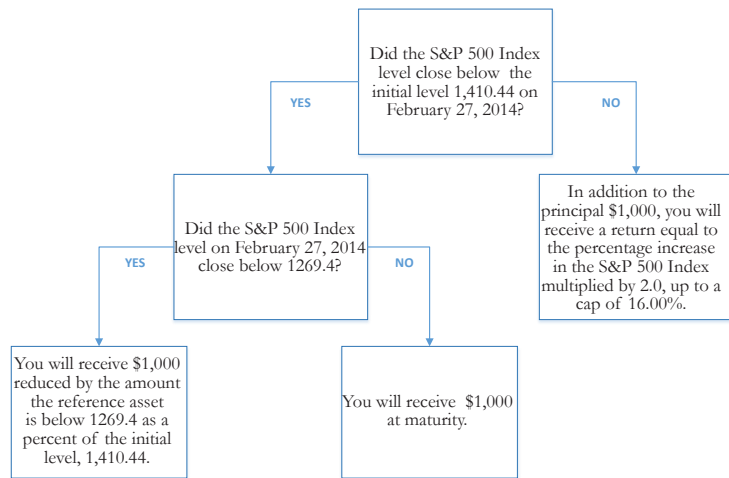 Did the S&P 500 Index
level close below the
initial level 1,410.44 on
February 27, 2014?
YES
NO
Did the S&P 500 Index
level on February 27, 2014
close below 1269.4?
In addition to the
principal $1,000, you will
receive a return equal to
the percentage increase
in the S&P 500 Index
multiplied by 2.0, up to a
cap of 16.00%.
YES
NO
You will receive $1,000
reduced by the amount
the reference asset
is below 1269.4 as a
percent of the initial
level, 1,410.44.
You will receive $1,000
at maturity.